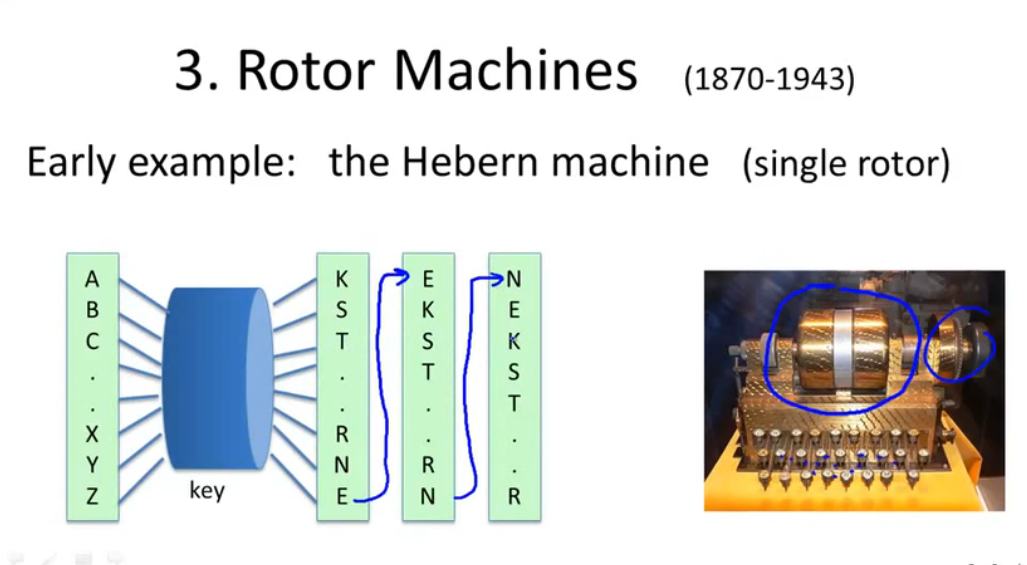 3. Rotor Machines (1870-1943)
Early example: the Hebern machine (single rotor)
A K E N
B S K E
C T S K
. . T S
. . . T
X R . .
Y N R .
Z E N R
key